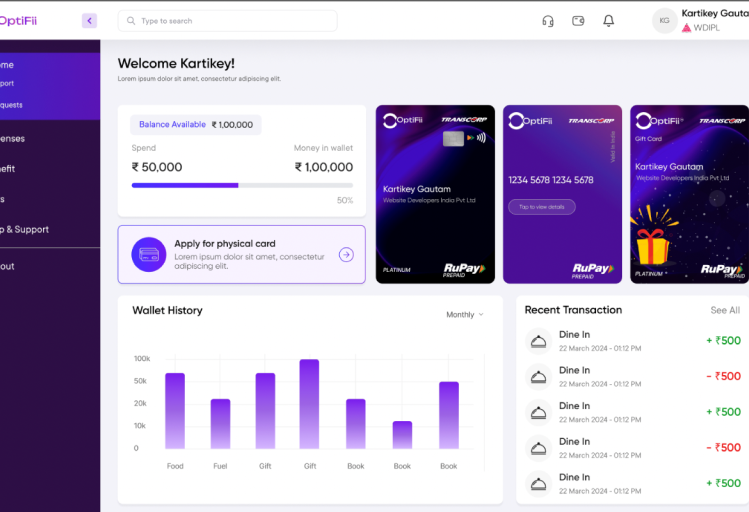 OptiFii
Type to search
KG
Kartikey Gauta
WDIPL
ome
port
quests
enses
efit
s
p & Support
out
Welcome Kartikey!
Lorem ipsum dolor sit amet, consectetur adipiscing elit.
Balance Available ₹ 1,00,000
Spend
Money in wallet
₹ 50,000
₹ 1,00,000
50%
Apply for physical card
Lorem ipsum dolor sit amet, consectetur
adipiscing elit.
OptiFii
TRANSCORP
Kartikey Gautam
Website Developers India Pvt Ltd
PLATINUM
RuPay
PREPAID
OptiFii
TRANSCORP
Valid in India
1234 5678 1234 5678
Tap to view details
RuPay
PREPAID
OptiFii
TRANSCORP
Gift Card
Kartikey Gautam
Website Developers India Pvt Ltd
PLATINUM
RuPay
PREPAID
Wallet History
Monthly
100k
50k
20k
10k
0
Food Fuel Gift Gift Book Book Book
Recent Transaction
See All
Dine In
22 March 2024 - 01:12 PM
+ ₹500
Dine In
22 March 2024 - 01:12 PM
- ₹500
Dine In
22 March 2024 - 01:12 PM
+ ₹500
Dine In
22 March 2024 - 01:12 PM
- ₹500
Dine In
22 March 2024 - 01:12 PM
+ ₹500